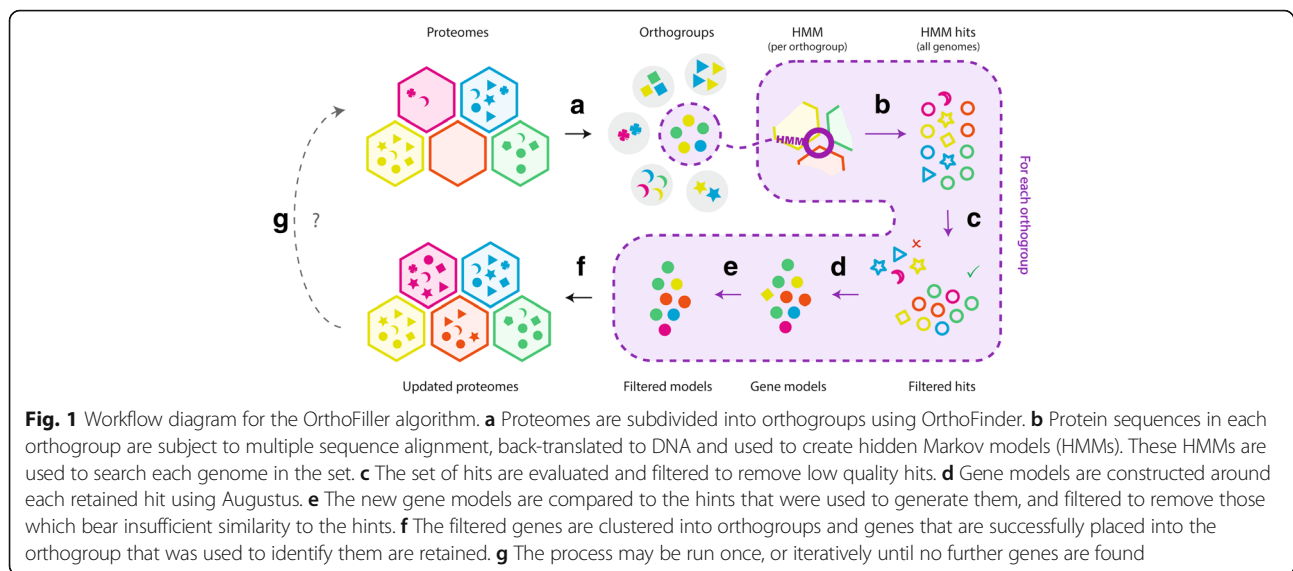 Proteomes
Orthogroups
HMM
(per orthogroup)
HMM hits
(all genomes)
a
b
HMM
For each orthogroup
c
g
?
f
e
d
Updated proteomes
Filtered models
Gene models
Filtered hits
Fig. 1 Workflow diagram for the OrthoFiller algorithm. a Proteomes are subdivided into orthogroups using OrthoFinder. b Protein sequences in each
orthogroup are subject to multiple sequence alignment, back-translated to DNA and used to create hidden Markov models (HMMs). These HMMs are
used to search each genome in the set. c The set of hits are evaluated and filtered to remove low quality hits. d Gene models are constructed around
each retained hit using Augustus. e The new gene models are compared to the hints that were used to generate them, and filtered to remove those
which bear insufficient similarity to the hints. f The filtered genes are clustered into orthogroups and genes that are successfully placed into the
orthogroup that was used to identify them are retained. g The process may be run once, or iteratively until no further genes are found